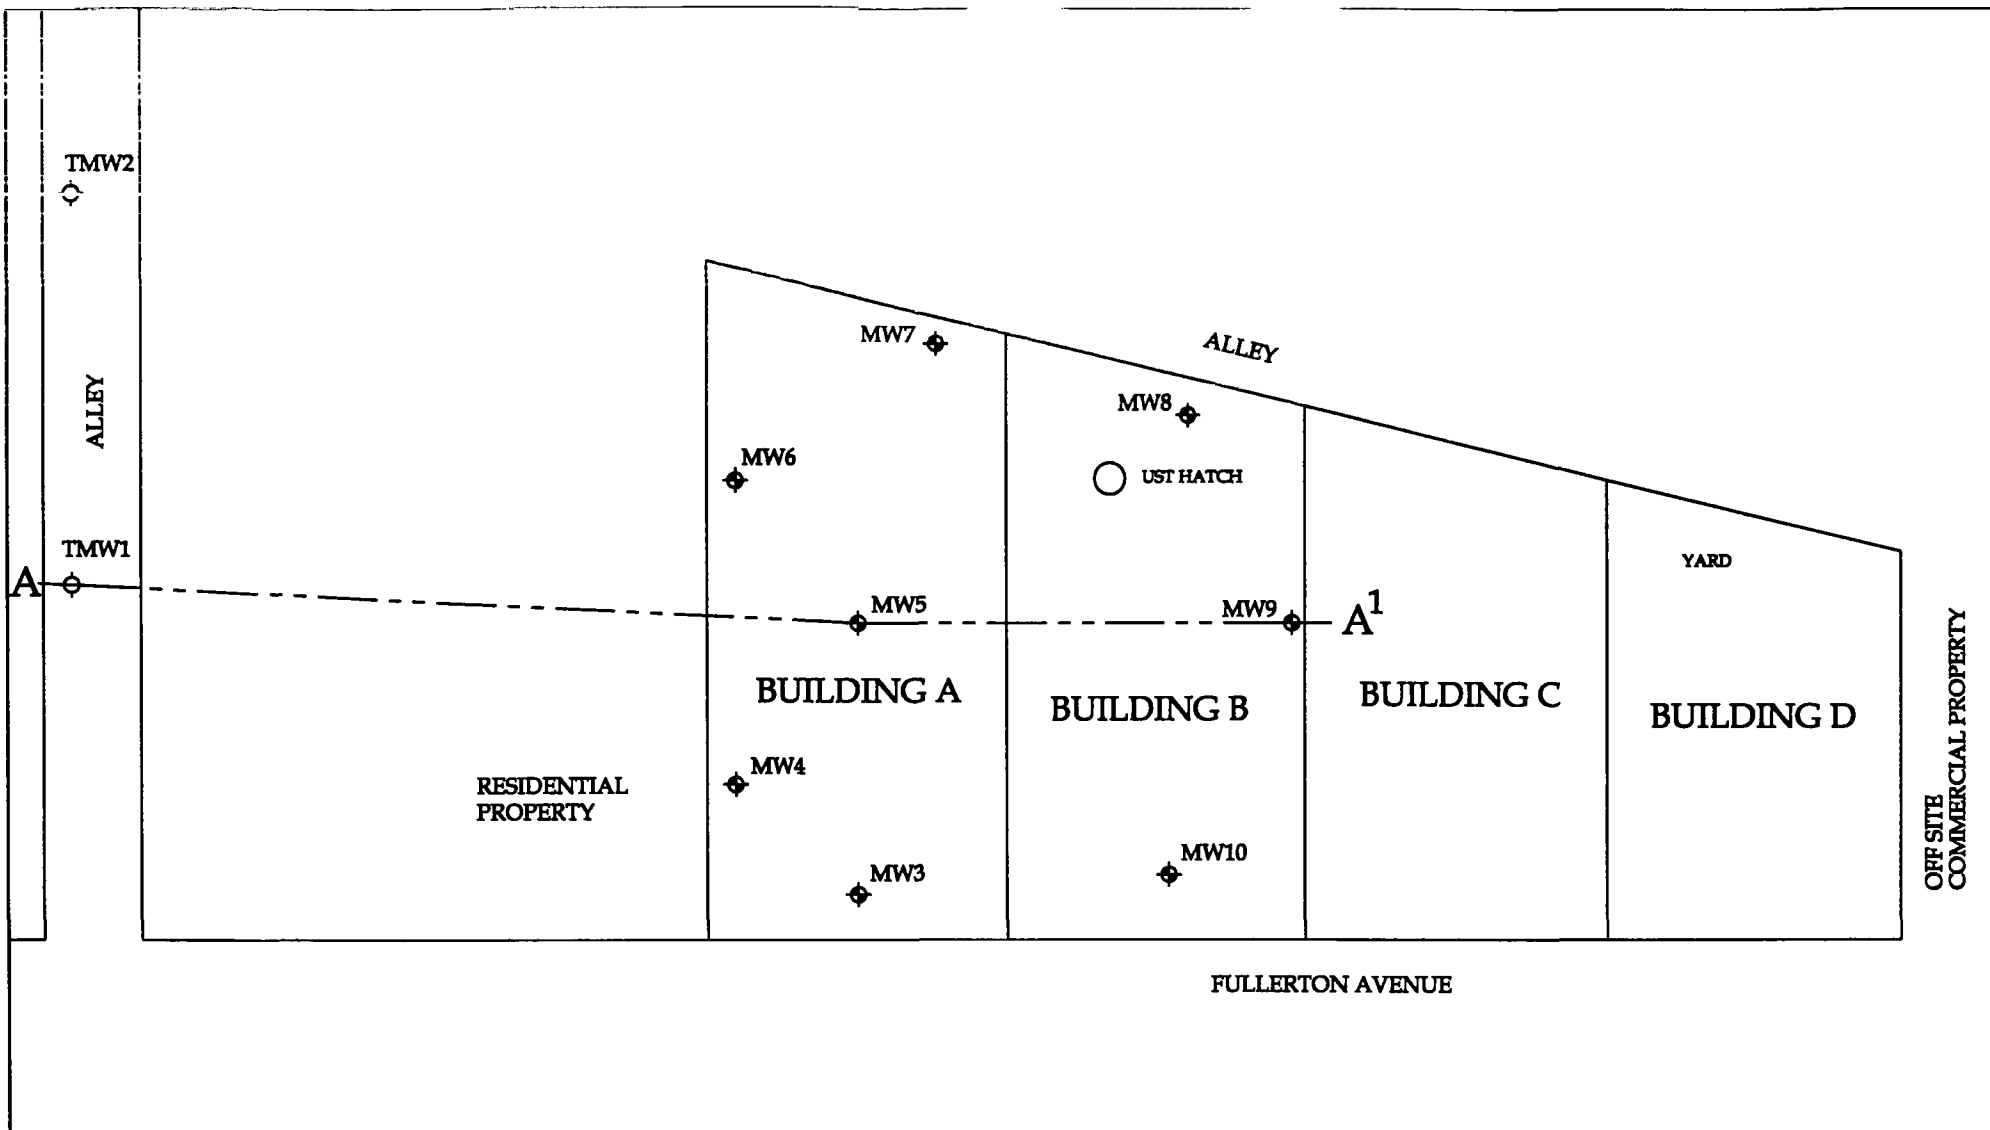 TMW2
MW7
ALLEY
ALLEY
MW8
MW6
UST HATCH
TMW1
YARD
A
MW5
MW9
A¹
BUILDING A
BUILDING B
BUILDING C
BUILDING D
MW4
RESIDENTIAL
PROPERTY
MW10
MW3
OFF SITE
COMMERCIAL PROPERTY
FULLERTON AVENUE